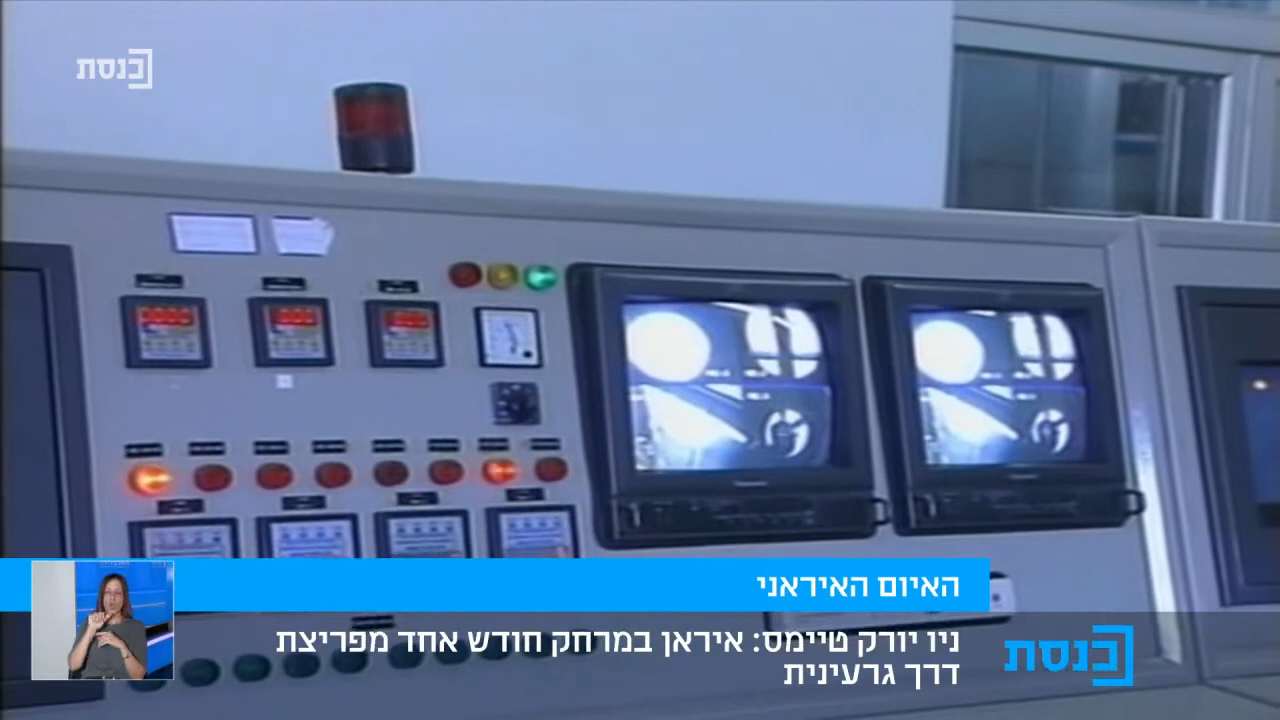 כנסת
האיום האיראני
ניו יורק טיימס: איראן במרחק חודש אחד מפריצת
דרך גרעינית
כנסת